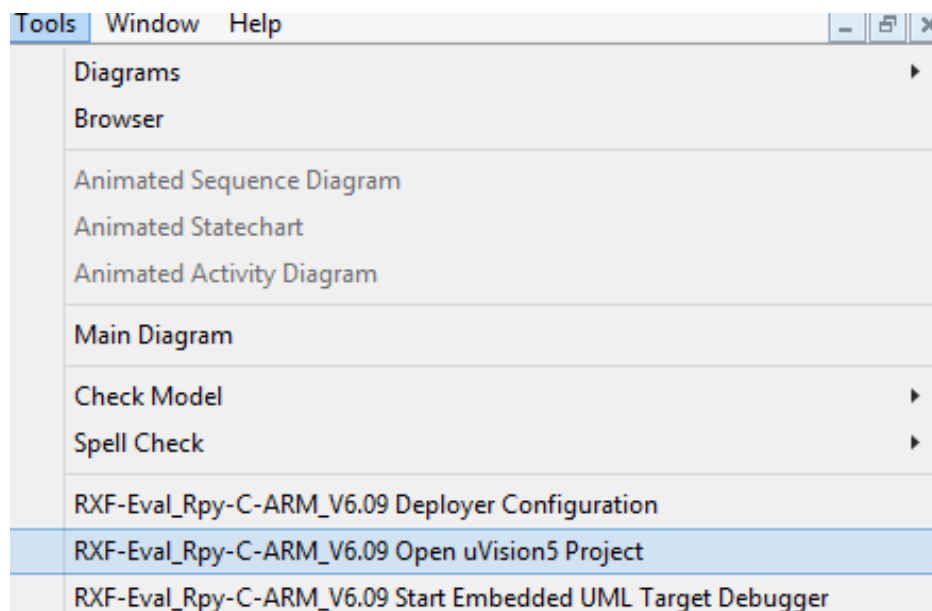 Tools Window Help
Diagrams
Browser
Animated Sequence Diagram
Animated Statechart
Animated Activity Diagram
Main Diagram
Check Model
Spell Check
RXF-Eval_Rpy-C-ARM_V6.09 Deployer Configuration
RXF-Eval_Rpy-C-ARM_V6.09 Open uVision5 Project
RXF-Eval_Rpy-C-ARM_V6.09 Start Embedded UML Target Debugger